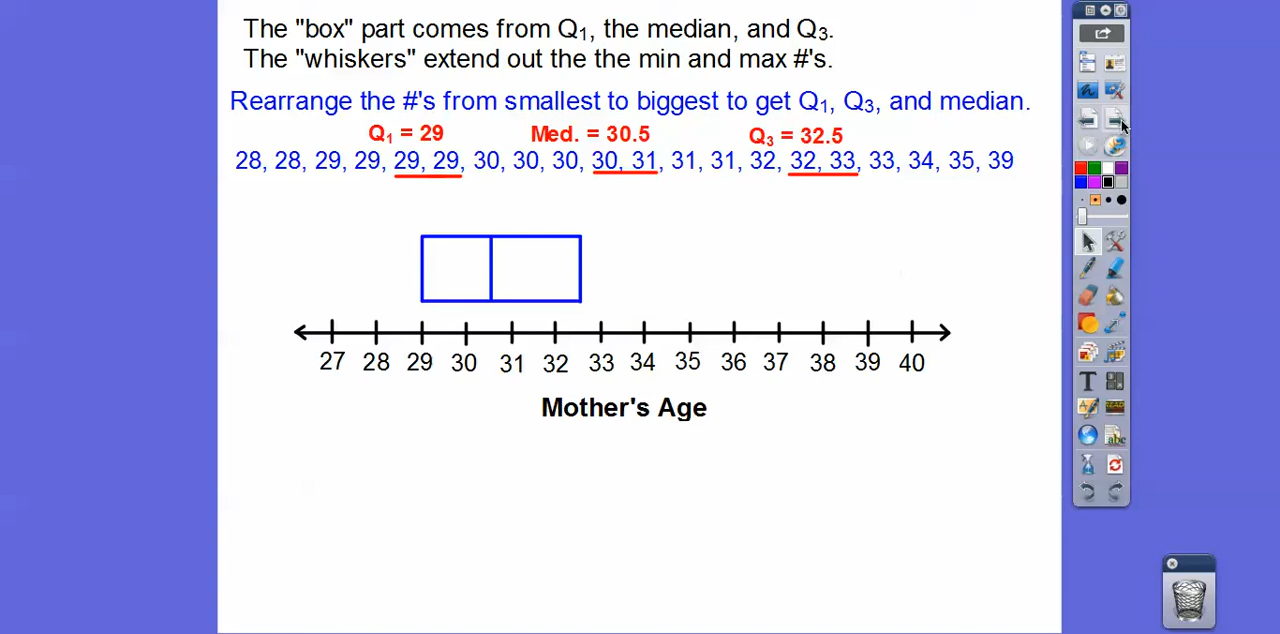 The "box" part comes from Q1, the median, and Q3.
The "whiskers" extend out the the min and max #'s.
Rearrange the #'s from smallest to biggest to get Q1, Q3, and median.
Q1 = 29 Med. = 30.5 Q3 = 32.5
28, 28, 29, 29, 29, 29, 30, 30, 30, 30, 31, 31, 31, 32, 32, 33, 33, 34, 35, 39
27 28 29 30 31 32 33 34 35 36 37 38 39 40
Mother's Age
T
abc